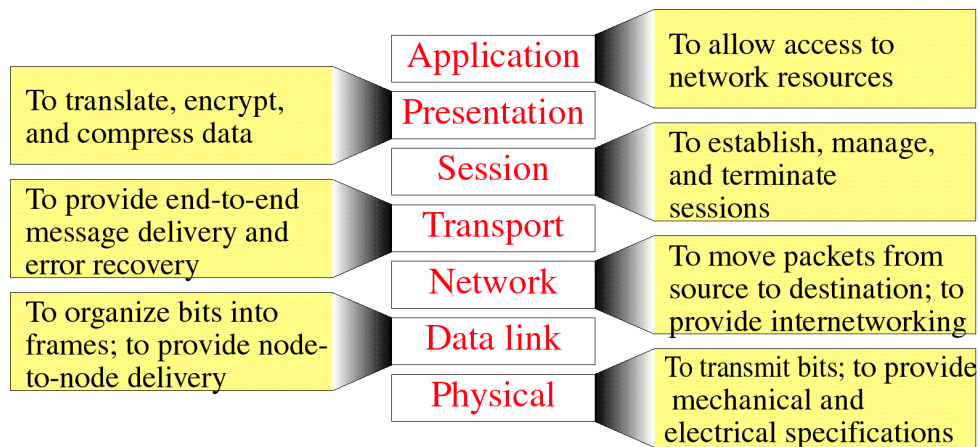 Application
To allow access to
network resources
To translate, encrypt,
and compress data
Presentation
Session
To establish, manage,
and terminate
sessions
To provide end-to-end
message delivery and
error recovery
Transport
Network
To move packets from
source to destination; to
provide internetworking
To organize bits into
frames; to provide node-
to-node delivery
Data link
Physical
To transmit bits; to provide
mechanical and
electrical specifications